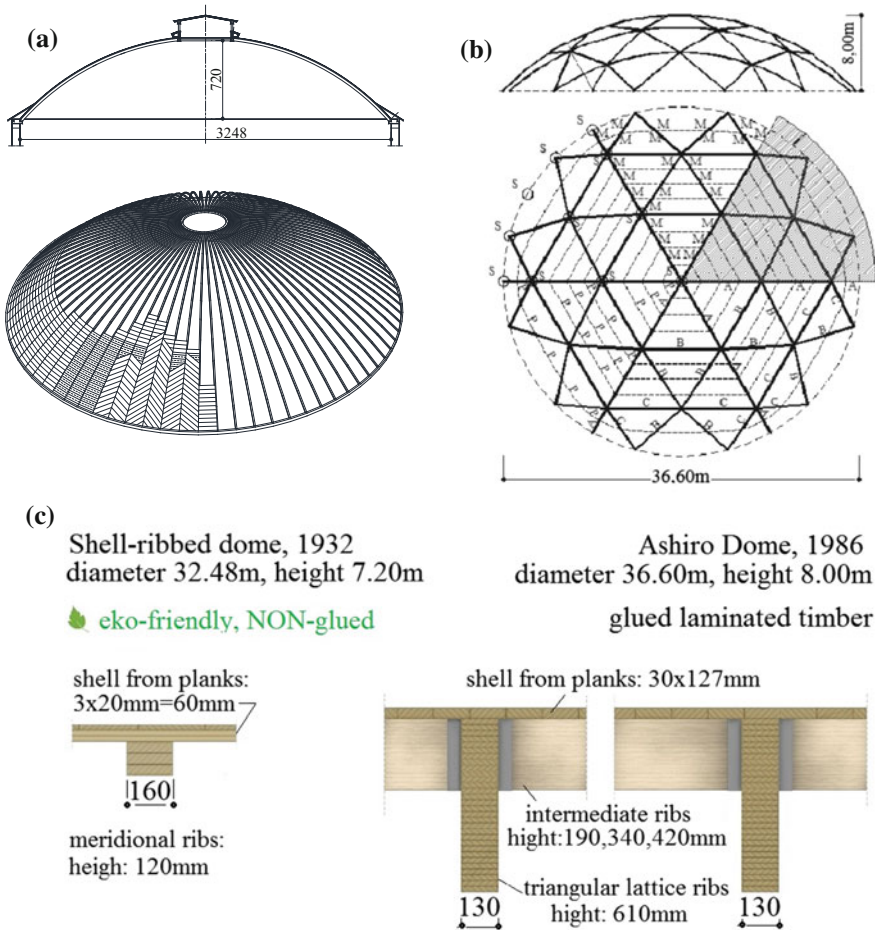 (a)
720
3248
(b)
8,00m
36.60m
(c)
Shell-ribbed dome, 1932
diameter 32.48m, height 7.20m
eko-friendly, NON-glued
shell from planks:
3x20mm=60mm
160
meridional ribs:
heigh: 120mm
Ashiro Dome, 1986
diameter 36.60m, height 8.00m
glued laminated timber
shell from planks: 30x127mm
intermediate ribs
hight:190,340,420mm
triangular lattice ribs
hight: 610mm
130
130